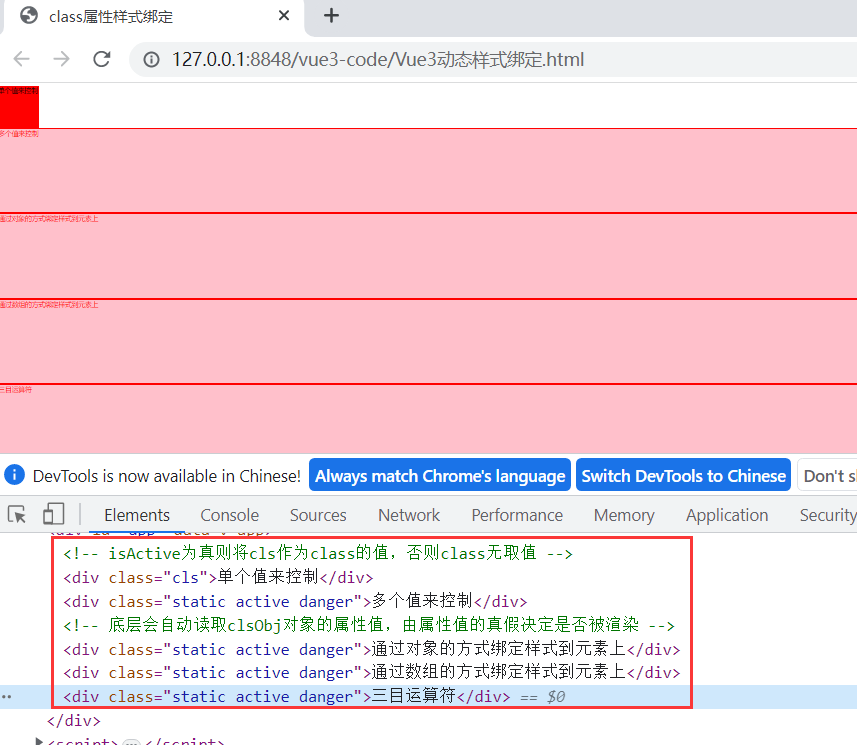 class属性样式绑定
127.0.0.1:8848/vue3-code/Vue3动态样式绑定.html
单个值来控制
多个值来控制
通过对象的方式绑定样式到元素上
通过数组的方式绑定样式到元素上
三目运算符
DevTools is now available in Chinese! Always match Chrome's language Switch DevTools to Chinese Don't
Elements Console Sources Network Performance Memory Application Security
<!-- isActive为真则将cls作为class的值，否则class无取值 -->
<div class="cls">单个值来控制</div>
<div class="static active danger">多个值来控制</div>
<!-- 底层会自动读取clsObj对象的属性值，由属性值的真假决定是否被渲染 -->
<div class="static active danger">通过对象的方式绑定样式到元素上</div>
<div class="static active danger">通过数组的方式绑定样式到元素上</div>
<div class="static active danger">三目运算符</div> == $0
</div>
<script>…</script>